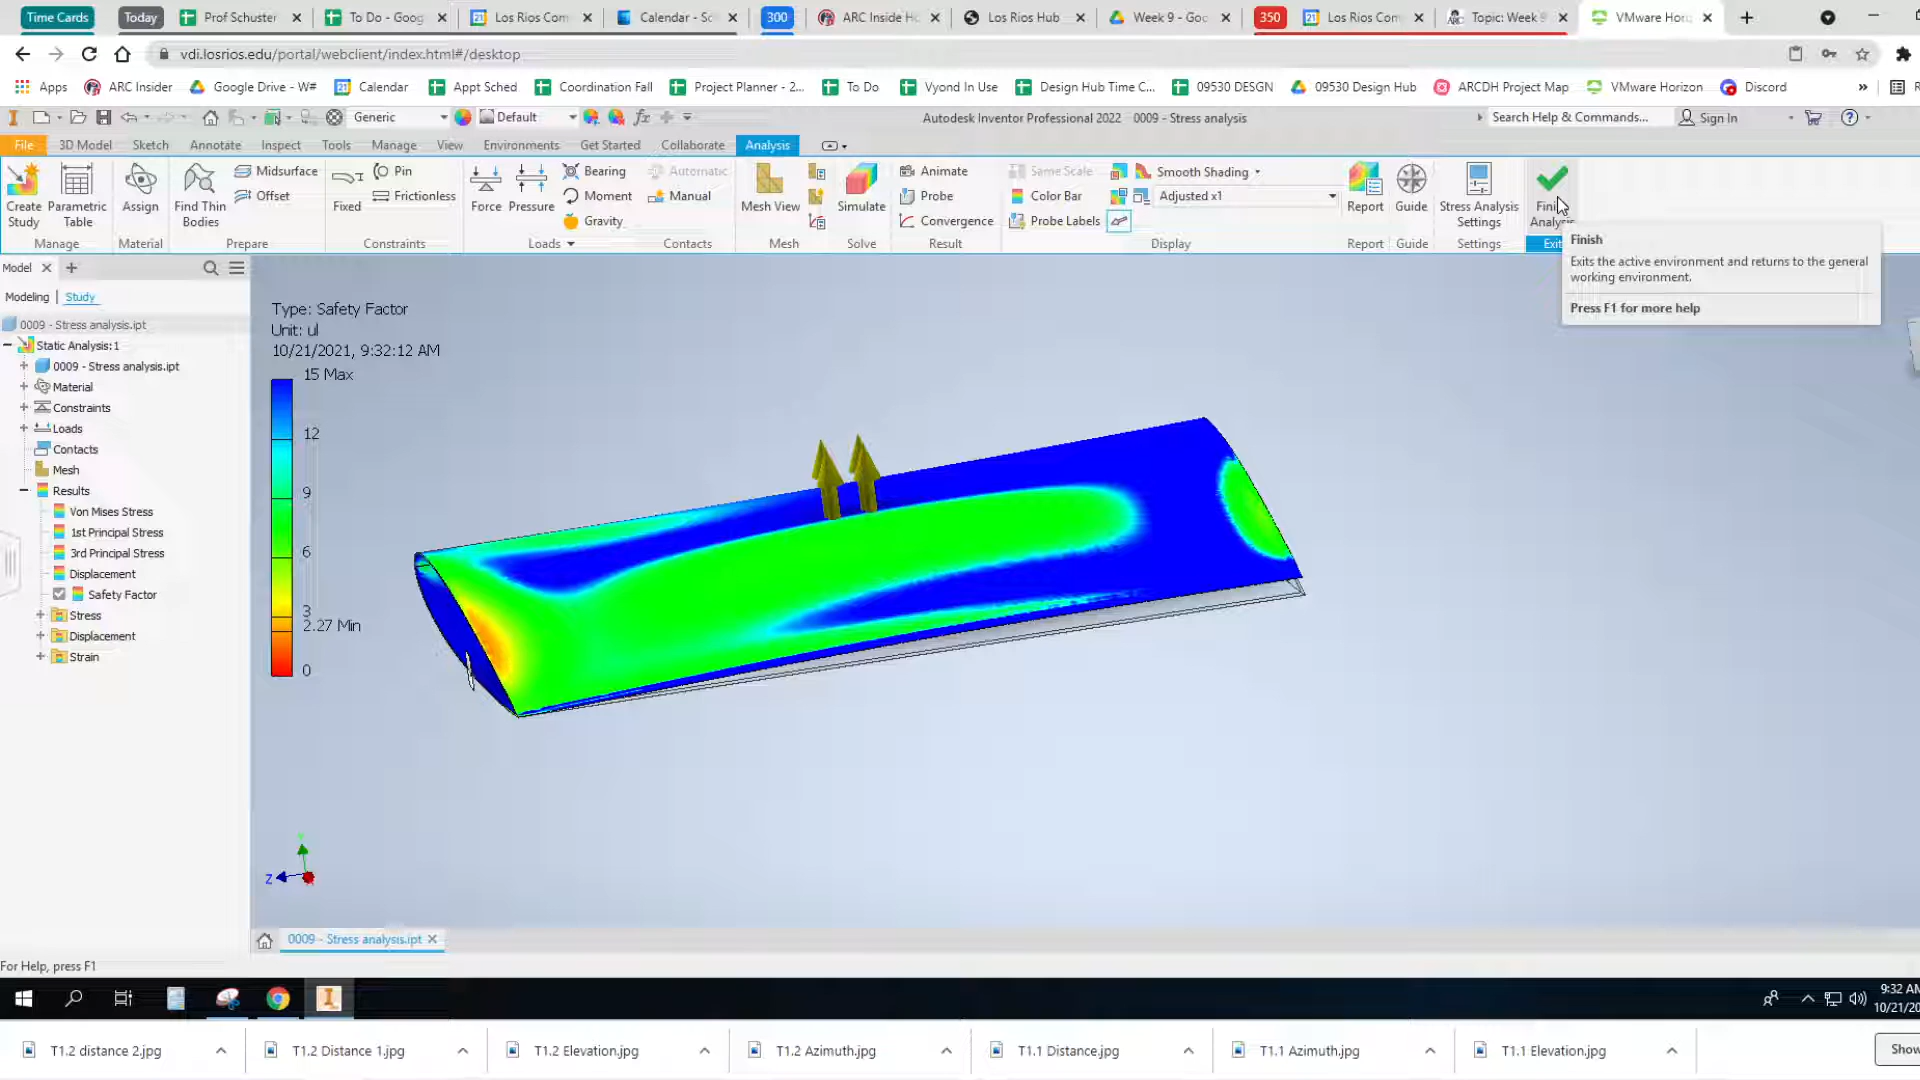 Time Cards Today Prof Schuster To Do - Goog Los Rios Com Calendar - Sc 300 ARC Inside Ho Los Rios Hub Week 9 - Goo 350 Los Rios Com Topic: Week 9 VMware Hori
vdi.losrios.edu/portal/webclient/index.html#/desktop
Apps ARC Insider Google Drive - W# Calendar Appt Sched Coordination Fall Project Planner - 2... To Do Vyond In Use Design Hub Time C... 09530 DESGN 09530 Design Hub ARCDH Project Map VMware Horizon Discord »
Generic Default fx Autodesk Inventor Professional 2022 0009 - Stress analysis Search Help & Commands... Sign In
File 3D Model Sketch Annotate Inspect Tools Manage View Environments Get Started Collaborate Analysis
Create Study
Parametric Table
Manage
Assign
Material
Find Thin Bodies
Midsurface
Offset
Prepare
Fixed
Pin
Frictionless
Constraints
Force
Pressure
Bearing
Moment
Gravity
Loads
Automatic
Manual
Contacts
Mesh View
Mesh
Simulate
Solve
Animate
Probe
Convergence
Result
Same Scale
Color Bar
Probe Labels
Smooth Shading
Adjusted x1
Display
Report
Report
Guide
Guide
Stress Analysis Settings
Settings
Finish
Exits the active environment and returns to the general
working environment.
Press F1 for more help
Model
Modeling Study
0009 - Stress analysis.ipt
Static Analysis:1
0009 - Stress analysis.ipt
Material
Constraints
Loads
Contacts
Mesh
Results
Von Mises Stress
1st Principal Stress
3rd Principal Stress
Displacement
Safety Factor
Stress
Displacement
Strain
Type: Safety Factor
Unit: ul
10/21/2021, 9:32:12 AM
15 Max
12
9
6
3
2.27 Min
0
Z
0009 - Stress analysis.ipt
For Help, press F1
9:32 AM
10/21/20
T1.2 distance 2.jpg T1.2 Distance 1.jpg T1.2 Elevation.jpg T1.2 Azimuth.jpg T1.1 Distance.jpg T1.1 Azimuth.jpg T1.1 Elevation.jpg Show